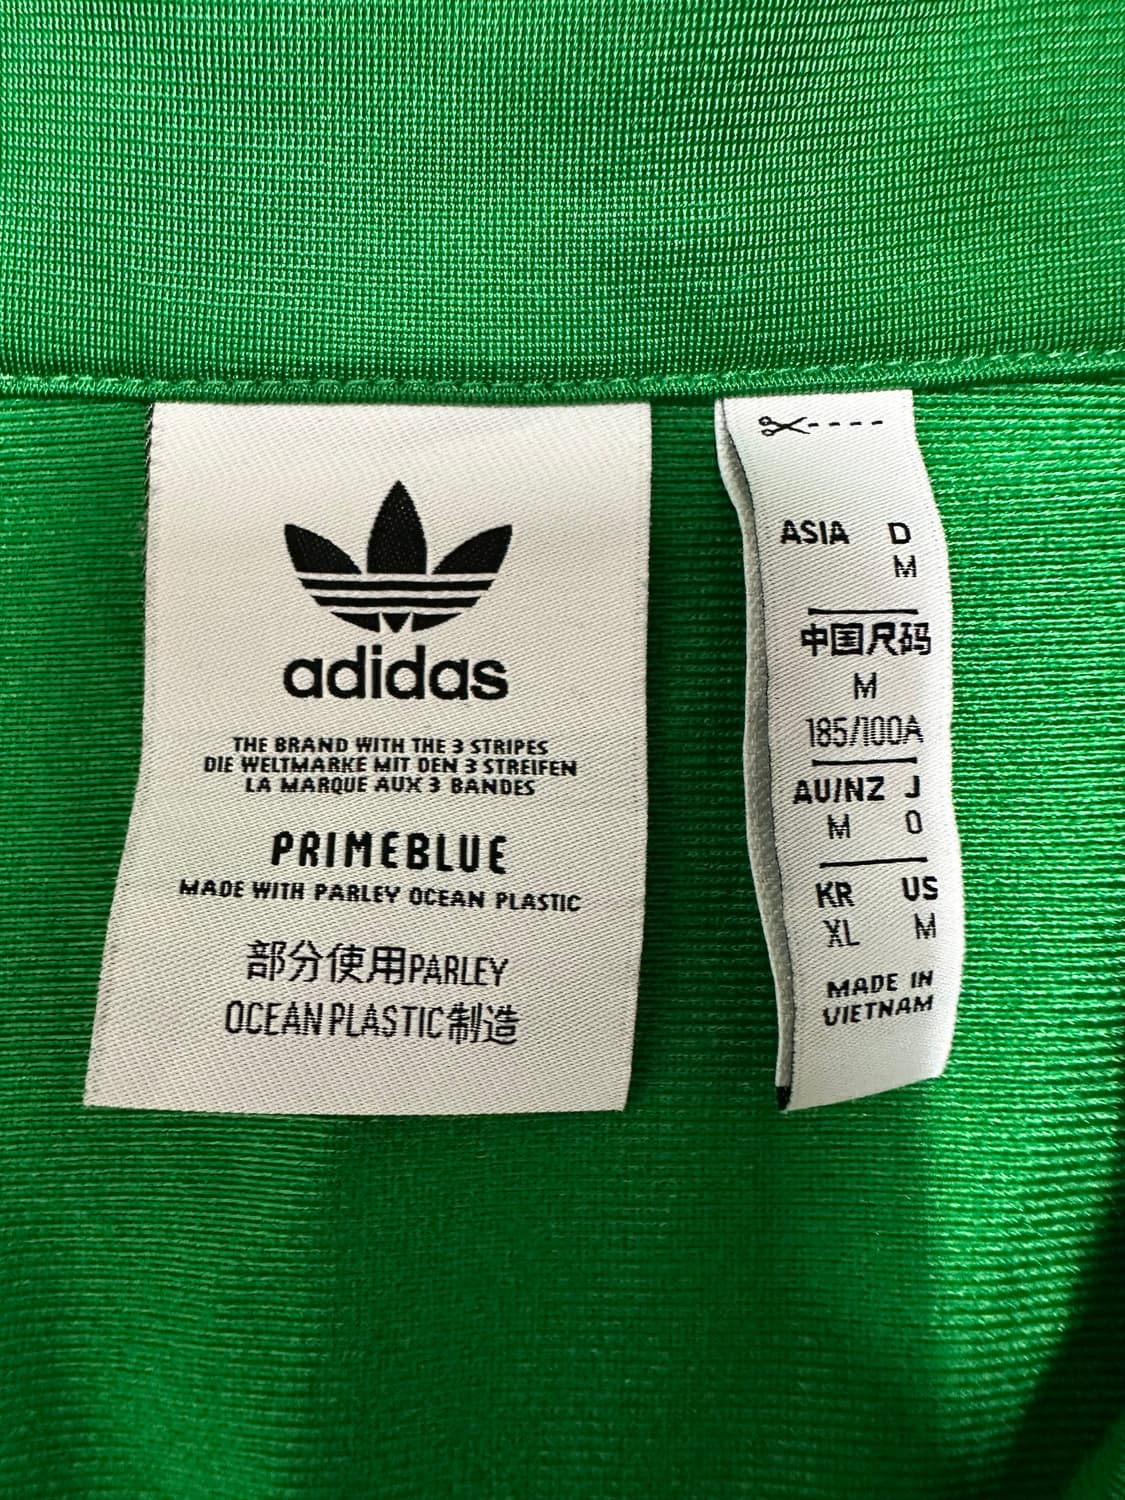 adidas
THE BRAND WITH THE 3 STRIPES
DIE WELTMARKE MIT DEN 3 STREIFEN
LA MARQUE AUX 3 BANDES
PRIMEBLUE
MADE WITH PARLEY OCEAN PLASTIC
部分使用PARLEY
OCEAN PLASTIC制造
ASIA D
M
中国尺码
M
185/100A
AU/NZ J
M O
KR US
XL M
MADE IN
VIETNAM